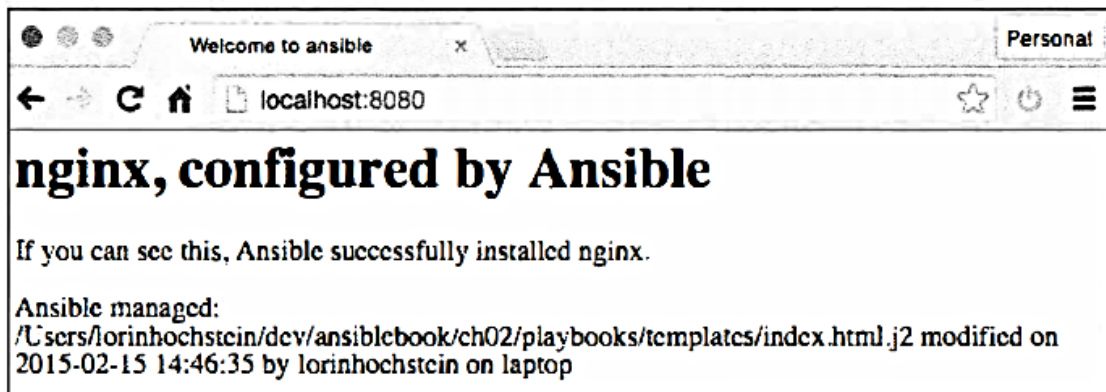 Welcome to ansible
Personal
localhost:8080
nginx, configured by Ansible
If you can see this, Ansible successfully installed nginx.
Ansible managed:
/Users/lorinhochstein/dev/ansiblebook/ch02/playbooks/templates/index.html.j2 modified on
2015-02-15 14:46:35 by lorinhochstein on laptop